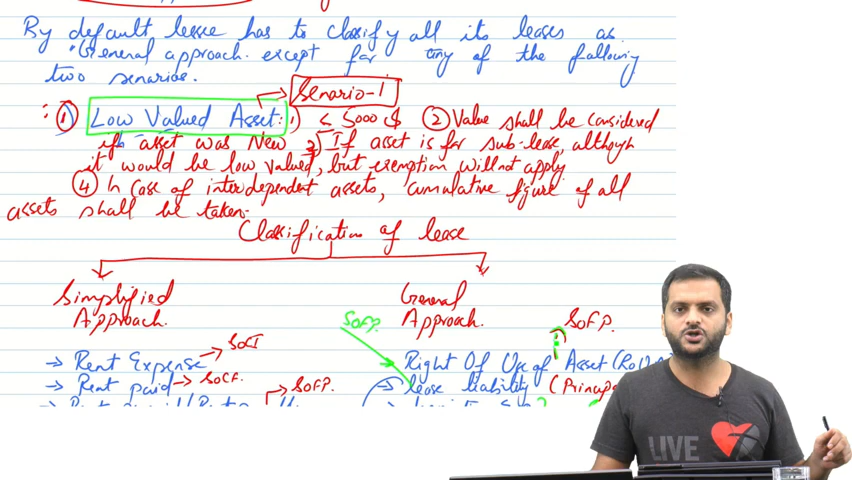 By default lessee has to classify all its leases as
General approach. except for any of the following
two senarios.
Senario-1
① Low Valued Asset: 1) ≤ 5000 $ ② Value shall be considered
if asset was New 3) If asset is for sub-lease, although
it would be low valued, but exemption will not apply
④ In case of interdependent assets, cumulative figure of all
assets shall be taken.
Classification of lease
Simplified Approach.
General Approach.
SOFP.
SOFP.
→ Rent Expense → SOCI
→ Right Of Use of Asset (RoU
→ Rent paid → SOCF.
→ lease liability (Princip
→ SOFP.
LIVE